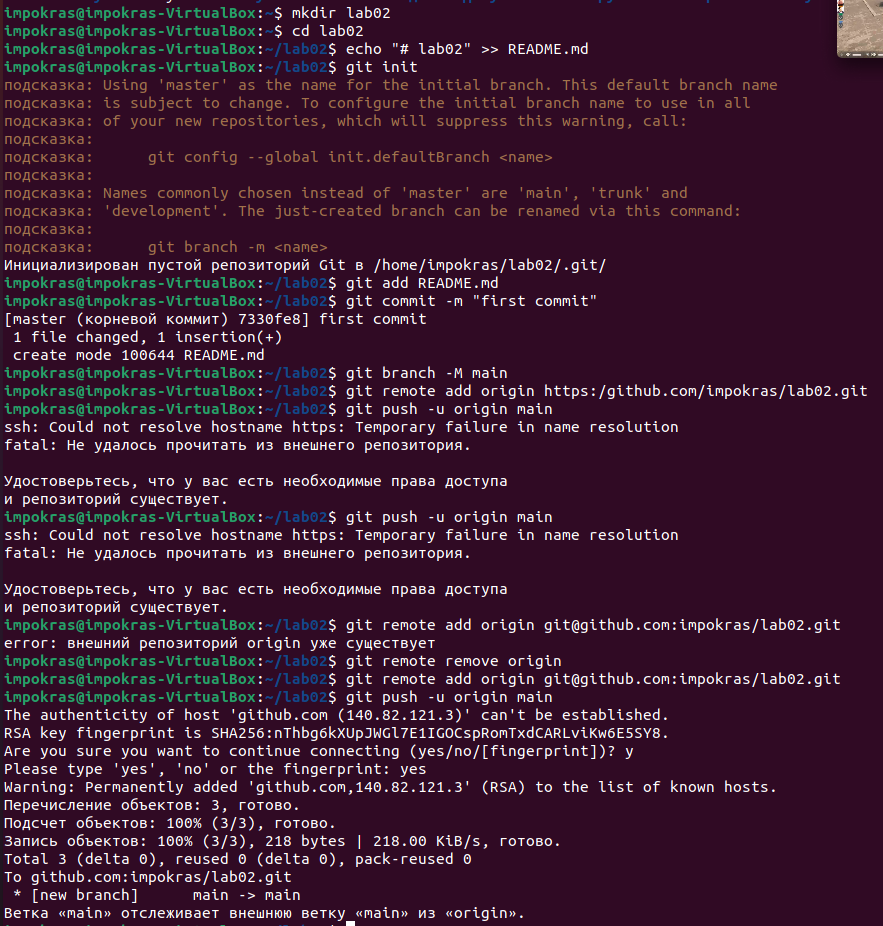 impokras@impokras-VirtualBox:~$ mkdir lab02
impokras@impokras-VirtualBox:~$ cd lab02
impokras@impokras-VirtualBox:~/lab02$ echo "# lab02" >> README.md
impokras@impokras-VirtualBox:~/lab02$ git init
подсказка: Using 'master' as the name for the initial branch. This default branch name
подсказка: is subject to change. To configure the initial branch name to use in all
подсказка: of your new repositories, which will suppress this warning, call:
подсказка:
подсказка:      git config --global init.defaultBranch <name>
подсказка:
подсказка: Names commonly chosen instead of 'master' are 'main', 'trunk' and
подсказка: 'development'. The just-created branch can be renamed via this command:
подсказка:
подсказка:      git branch -m <name>
Инициализирован пустой репозиторий Git в /home/impokras/lab02/.git/
impokras@impokras-VirtualBox:~/lab02$ git add README.md
impokras@impokras-VirtualBox:~/lab02$ git commit -m "first commit"
[master (корневой коммит) 7330fe8] first commit
 1 file changed, 1 insertion(+)
 create mode 100644 README.md
impokras@impokras-VirtualBox:~/lab02$ git branch -M main
impokras@impokras-VirtualBox:~/lab02$ git remote add origin https:/github.com/impokras/lab02.git
impokras@impokras-VirtualBox:~/lab02$ git push -u origin main
ssh: Could not resolve hostname https: Temporary failure in name resolution
fatal: Не удалось прочитать из внешнего репозитория.

Удостоверьтесь, что у вас есть необходимые права доступа
и репозиторий существует.
impokras@impokras-VirtualBox:~/lab02$ git push -u origin main
ssh: Could not resolve hostname https: Temporary failure in name resolution
fatal: Не удалось прочитать из внешнего репозитория.

Удостоверьтесь, что у вас есть необходимые права доступа
и репозиторий существует.
impokras@impokras-VirtualBox:~/lab02$ git remote add origin git@github.com:impokras/lab02.git
error: внешний репозиторий origin уже существует
impokras@impokras-VirtualBox:~/lab02$ git remote remove origin
impokras@impokras-VirtualBox:~/lab02$ git remote add origin git@github.com:impokras/lab02.git
impokras@impokras-VirtualBox:~/lab02$ git push -u origin main
The authenticity of host 'github.com (140.82.121.3)' can't be established.
RSA key fingerprint is SHA256:nThbg6kXUpJWGl7E1IGOCspRomTxdCARLviKw6E5SY8.
Are you sure you want to continue connecting (yes/no/[fingerprint])? y
Please type 'yes', 'no' or the fingerprint: yes
Warning: Permanently added 'github.com,140.82.121.3' (RSA) to the list of known hosts.
Перечисление объектов: 3, готово.
Подсчет объектов: 100% (3/3), готово.
Запись объектов: 100% (3/3), 218 bytes | 218.00 KiB/s, готово.
Total 3 (delta 0), reused 0 (delta 0), pack-reused 0
To github.com:impokras/lab02.git
 * [new branch]      main -> main
Ветка «main» отслеживает внешнюю ветку «main» из «origin».